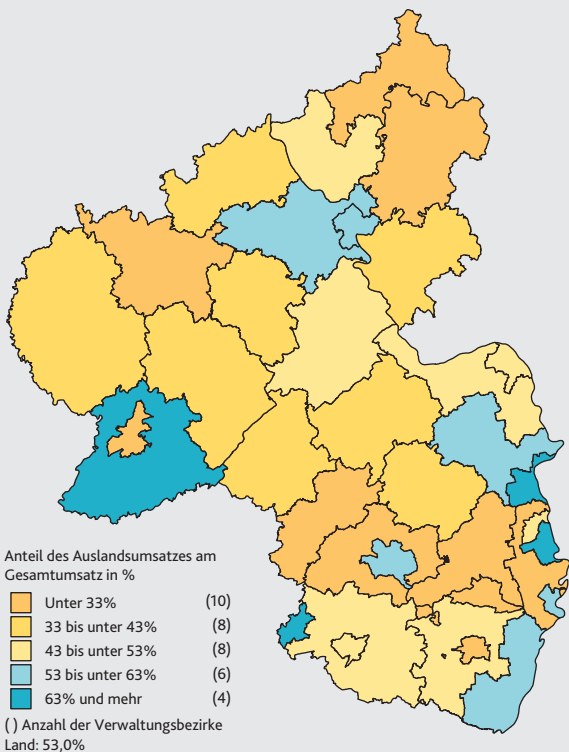 Anteil des Auslandsumsatzes am
Gesamtumsatz in %
Unter 33% (10)
33 bis unter 43% (8)
43 bis unter 53% (8)
53 bis unter 63% (6)
63% und mehr (4)
( ) Anzahl der Verwaltungsbezirke
Land: 53,0%